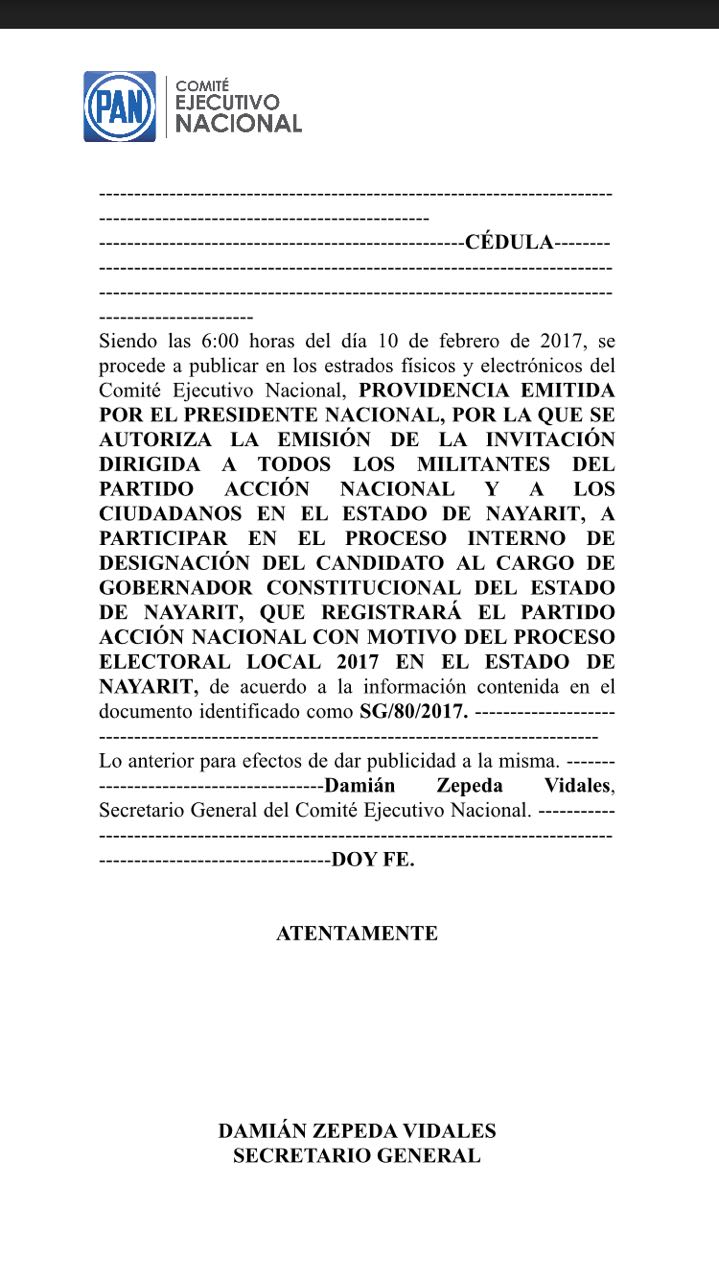 PAN
COMITÉ
EJECUTIVO
NACIONAL
-------------------------------------------------------------------------
-----------------------------------------------
----------------------------------------------------CÉDULA--------
-------------------------------------------------------------------------
-------------------------------------------------------------------------
----------------------
Siendo las 6:00 horas del día 10 de febrero de 2017, se
procede a publicar en los estrados físicos y electrónicos del
Comité Ejecutivo Nacional, PROVIDENCIA EMITIDA
POR EL PRESIDENTE NACIONAL, POR LA QUE SE
AUTORIZA LA EMISIÓN DE LA INVITACIÓN
DIRIGIDA A TODOS LOS MILITANTES DEL
PARTIDO ACCIÓN NACIONAL Y A LOS
CIUDADANOS EN EL ESTADO DE NAYARIT, A
PARTICIPAR EN EL PROCESO INTERNO DE
DESIGNACIÓN DEL CANDIDATO AL CARGO DE
GOBERNADOR CONSTITUCIONAL DEL ESTADO
DE NAYARIT, QUE REGISTRARÁ EL PARTIDO
ACCIÓN NACIONAL CON MOTIVO DEL PROCESO
ELECTORAL LOCAL 2017 EN EL ESTADO DE
NAYARIT, de acuerdo a la información contenida en el
documento identificado como SG/80/2017. --------------------
-----------------------------------------------------------------------
Lo anterior para efectos de dar publicidad a la misma. -------
--------------------------------Damián Zepeda Vidales,
Secretario General del Comité Ejecutivo Nacional. -----------
-------------------------------------------------------------------------
---------------------------------DOY FE.
ATENTAMENTE
DAMIÁN ZEPEDA VIDALES
SECRETARIO GENERAL